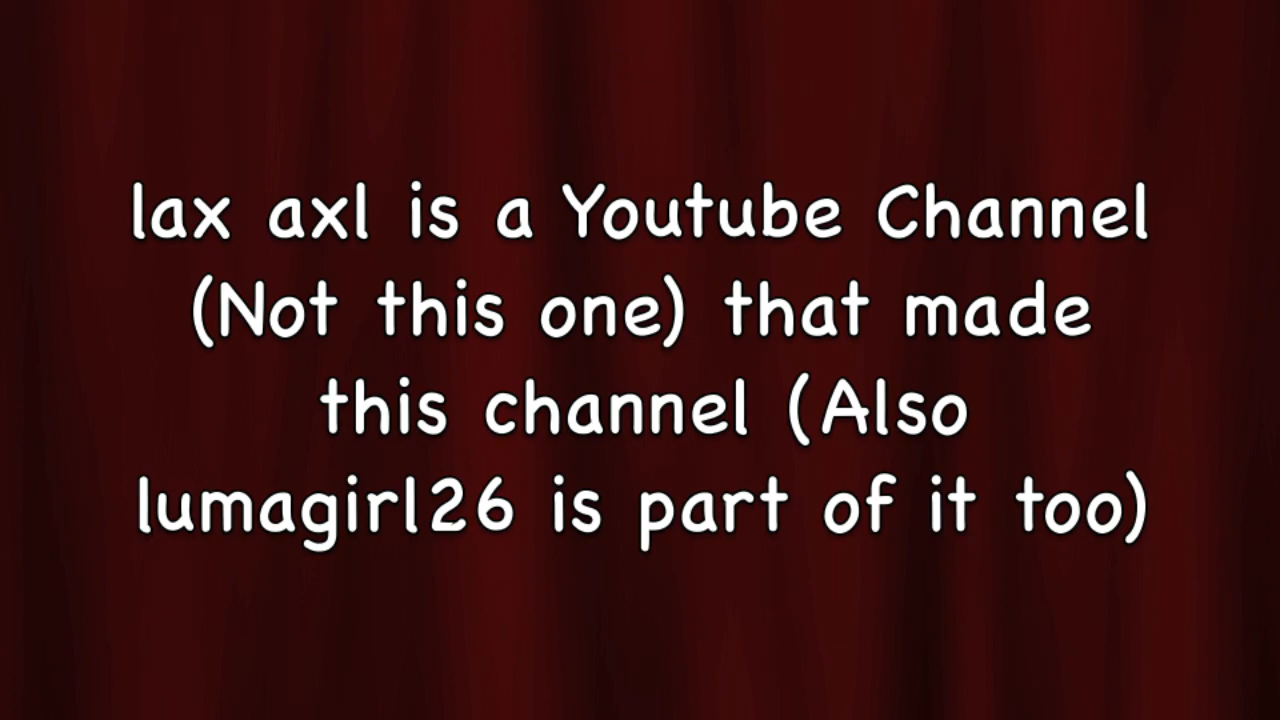 lax axl is a Youtube Channel
(Not this one) that made
this channel (Also
lumagirl26 is part of it too)